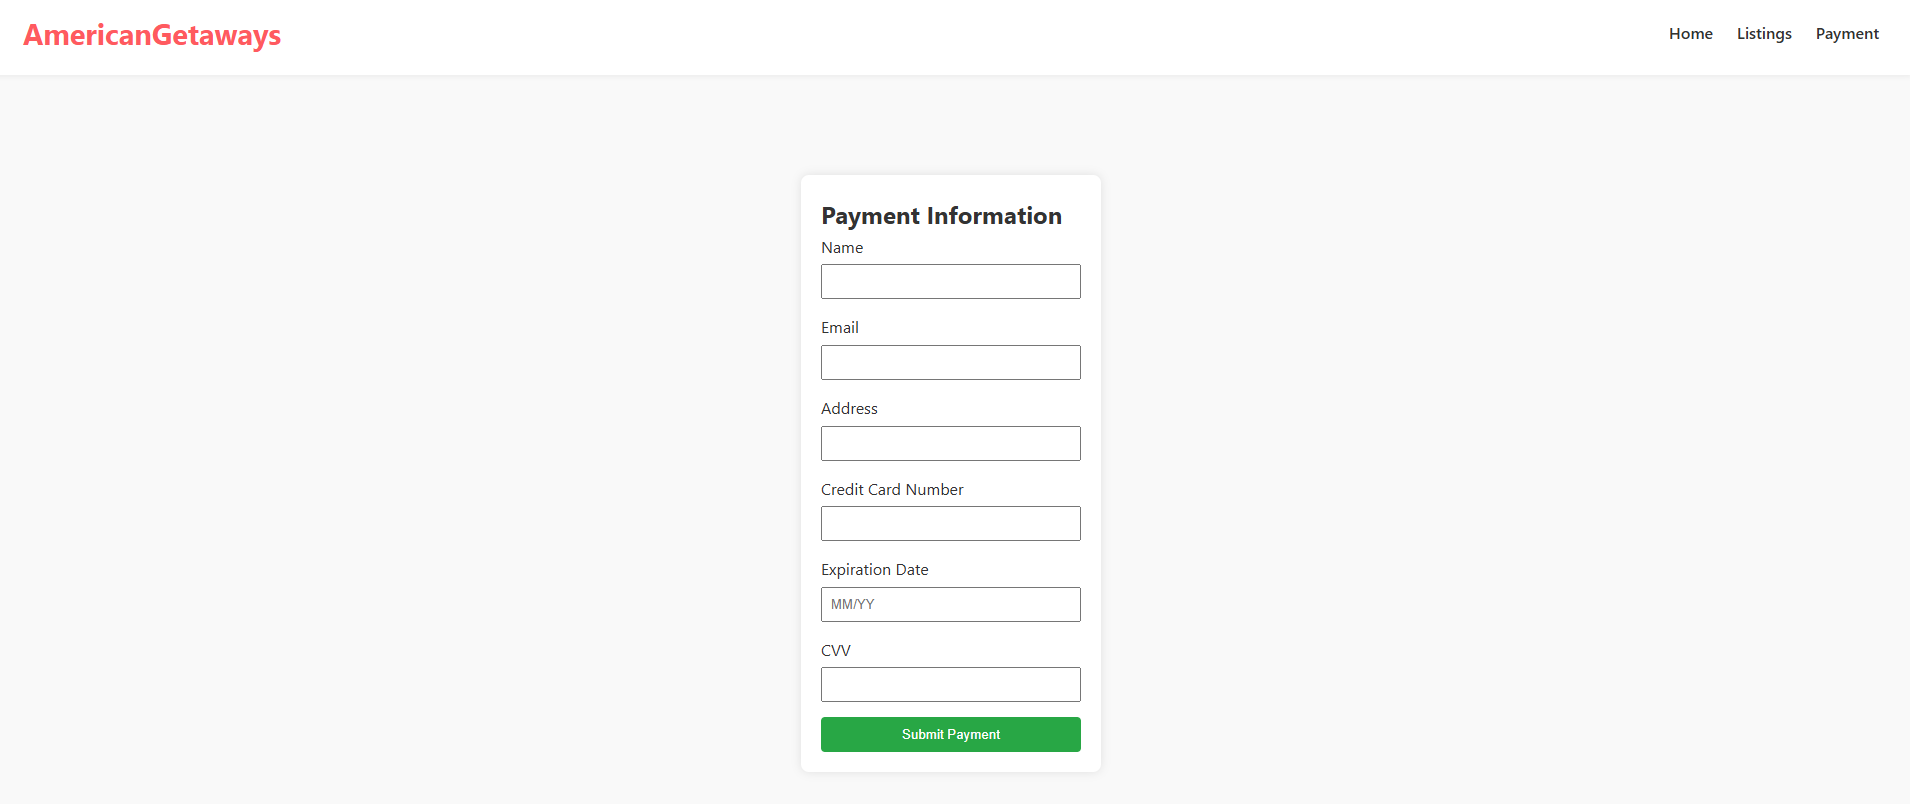 AmericanGetaways
Home Listings Payment
Payment Information
Name
Email
Address
Credit Card Number
Expiration Date
MM/YY
CVV
Submit Payment